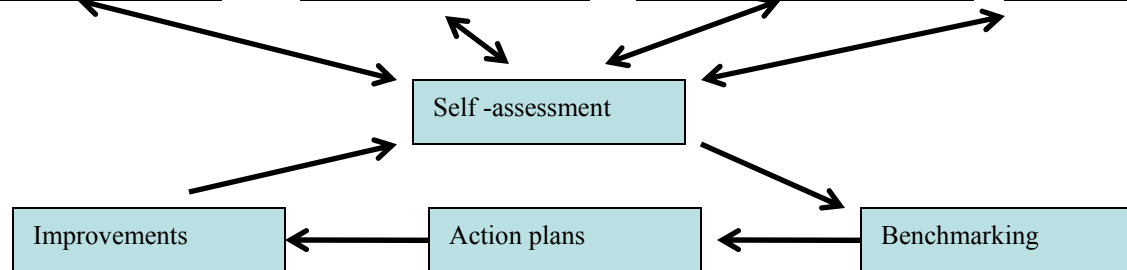 Self -assessment
Improvements
Action plans
Benchmarking